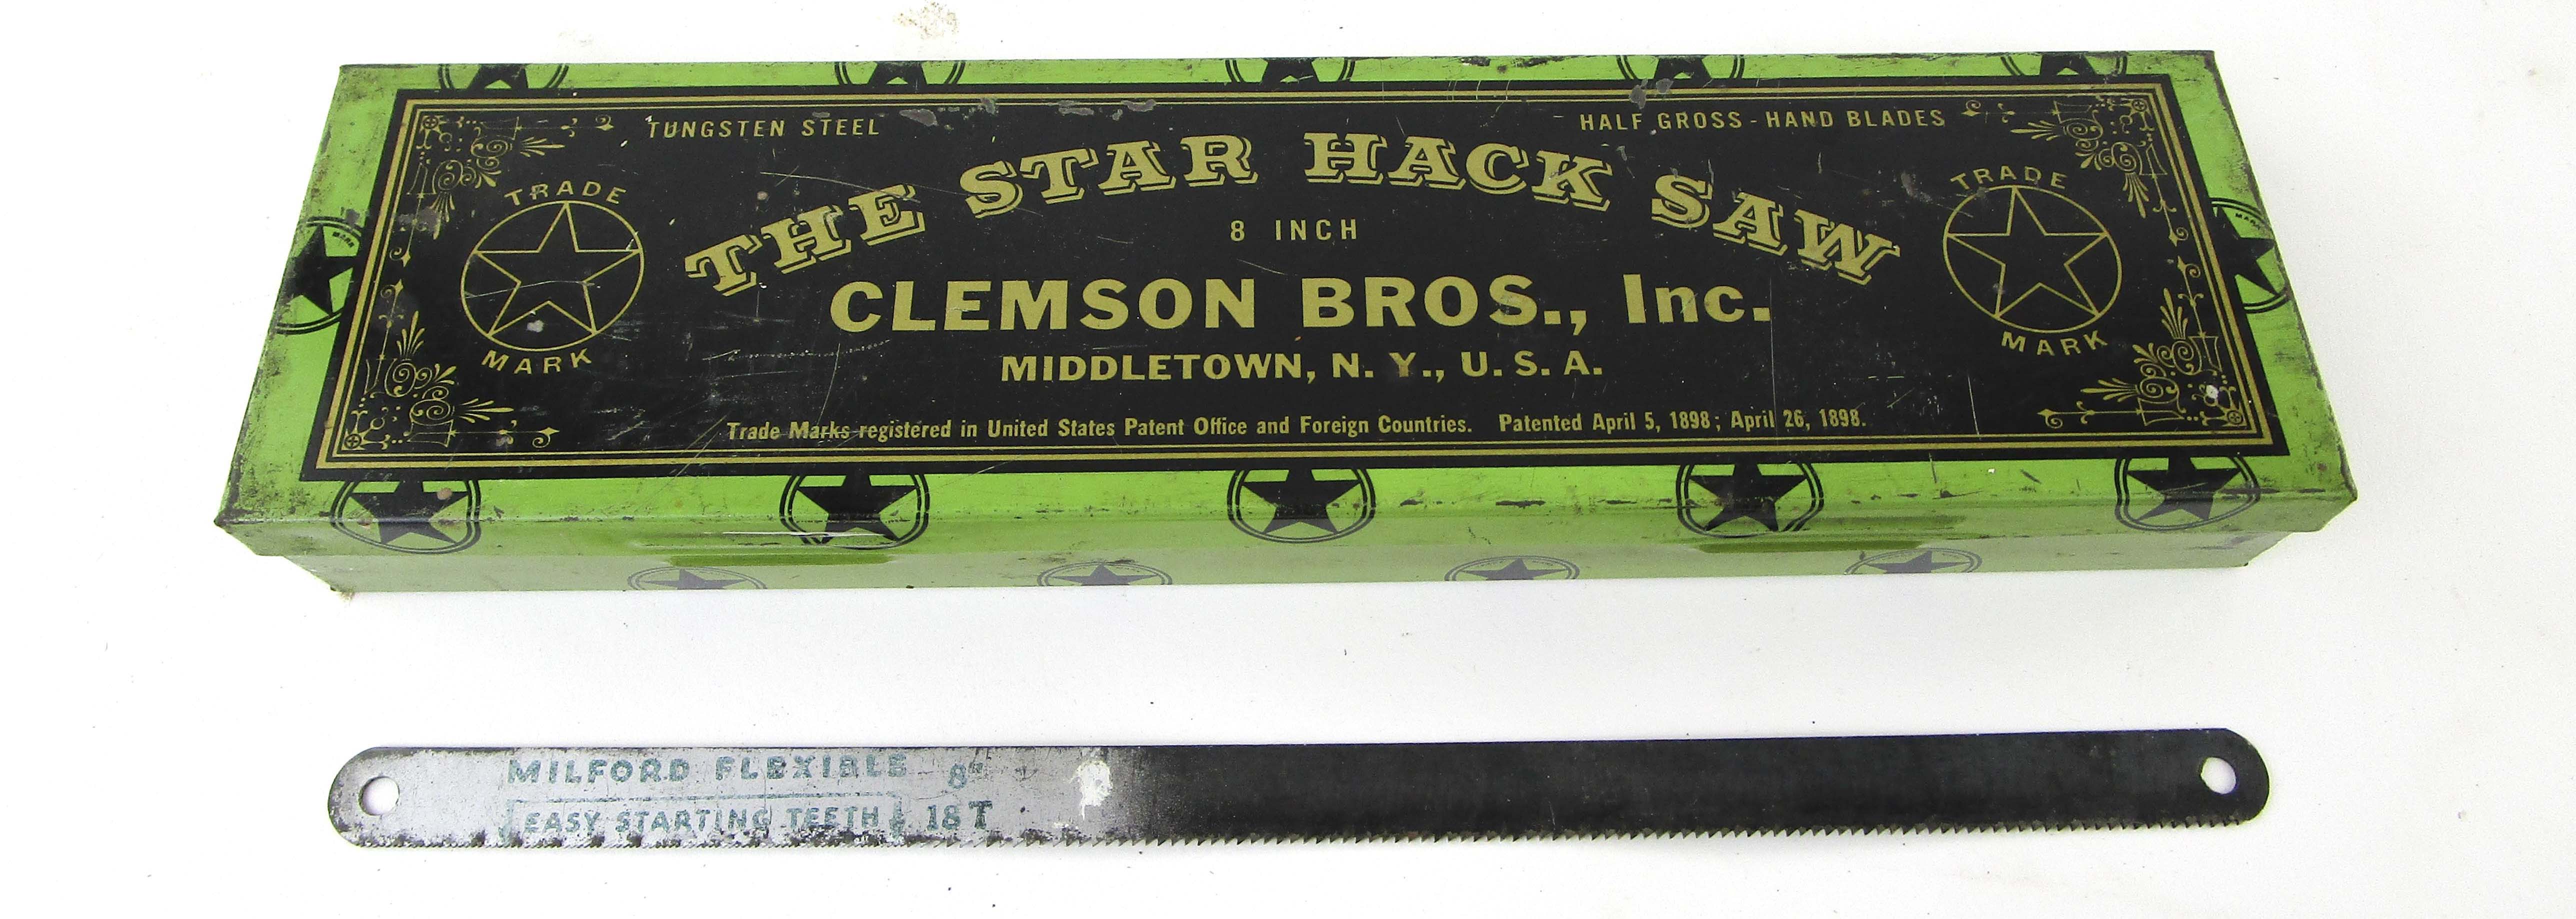 TUNGSTEN STEEL
HALF GROSS - HAND BLADES
THE STAR HACK SAW
TRADE
MARK
8 INCH
TRADE
MARK
CLEMSON BROS., Inc.
MIDDLETOWN, N. Y., U. S. A.
Trade Marks registered in United States Patent Office and Foreign Countries. Patented April 5, 1898; April 26, 1898.
MILFORD FLEXIBLE 8"
EASY STARTING TEETH 18T